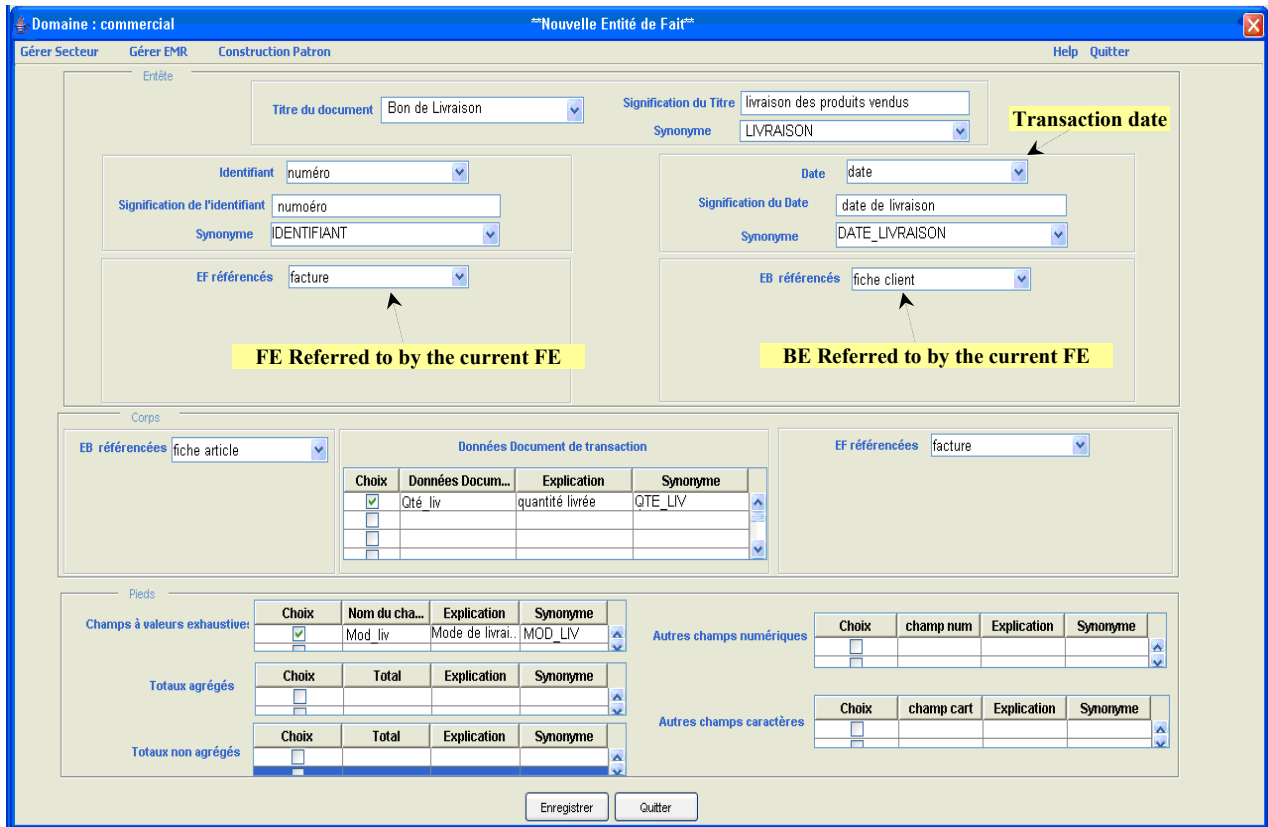 Domaine : commercial **Nouvelle Entité de Fait**
Gérer Secteur Gérer EMR Construction Patron Help Quitter
Entête
Titre du document Bon de Livraison Signification du Titre livraison des produits vendus
Synonyme LIVRAISON
Transaction date
Identifiant numéro
Signification de l'identifiant numoéro
Synonyme IDENTIFIANT
Date date
Signification du Date date de livraison
Synonyme DATE_LIVRAISON
EF référencés facture
FE Referred to by the current FE
EB référencés fiche client
BE Referred to by the current FE
Corps
EB référencées fiche article
Données Document de transaction
Choix Données Docum... Explication Synonyme
Qté_liv quantité livrée QTE_LIV
EF référencées facture
Pieds
Champs à valeurs exhaustives
Choix Nom du cha... Explication Synonyme
Mod_liv Mode de livrai.. MOD_LIV
Totaux agrégés
Choix Total Explication Synonyme
Totaux non agrégés
Choix Total Explication Synonyme
Autres champs numériques
Choix champ num Explication Synonyme
Autres champs caractères
Choix champ cart Explication Synonyme
Enregistrer Quitter